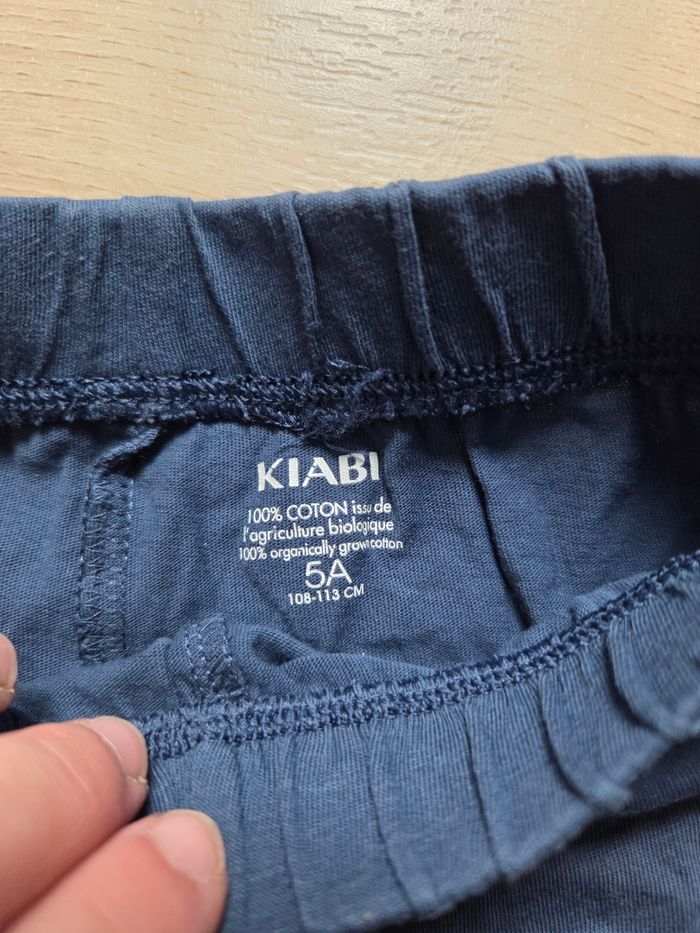 KIABI
100% COTON issu de
l'agriculture biologique
100% organically grown cotton
5A
108-113 CM